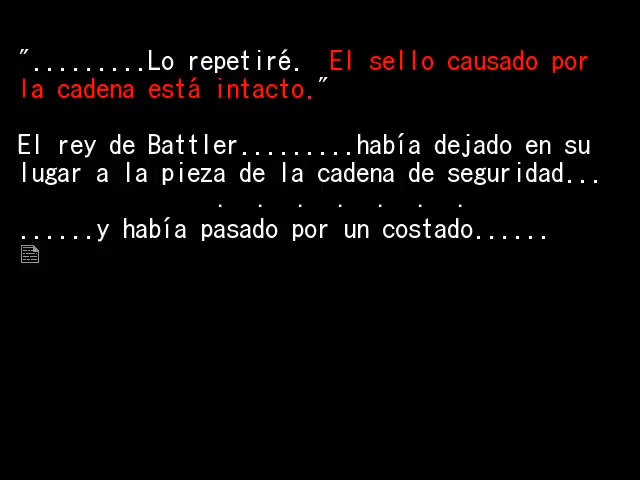 ".........Lo repetiré.  El sello causado por
la cadena está intacto."
El rey de Battler.........había dejado en su
lugar a la pieza de la cadena de seguridad...
. . . . . . .
......y había pasado por un costado......